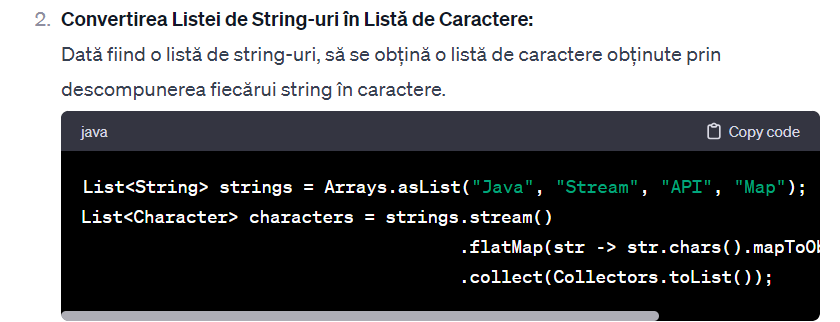 2. Convertirea Listei de String-uri în Listă de Caractere:
Dată fiind o listă de string-uri, să se obțină o listă de caractere obținute prin
descompunerea fiecărui string în caractere.
java Copy code
List<String> strings = Arrays.asList("Java", "Stream", "API", "Map");
List<Character> characters = strings.stream()
.flatMap(str -> str.chars().mapToOb
.collect(Collectors.toList());